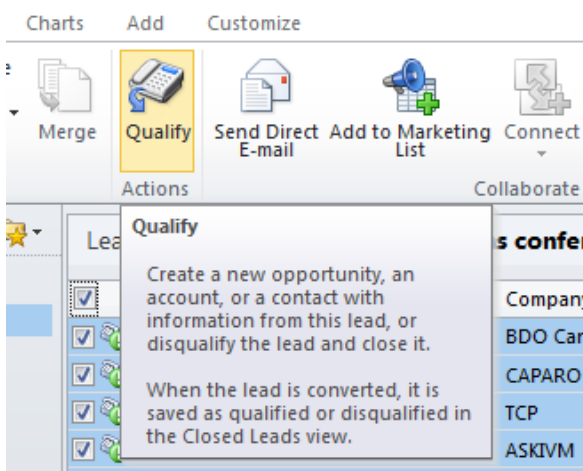 Charts Add Customize
Merge Qualify Send Direct E-mail Add to Marketing List Connect
Actions Collaborate
Qualify
Create a new opportunity, an
account, or a contact with
information from this lead, or
disqualify the lead and close it.
When the lead is converted, it is
saved as qualified or disqualified in
the Closed Leads view.
Lea
s confe
Company
BDO Car
CAPARO
TCP
ASKIVM